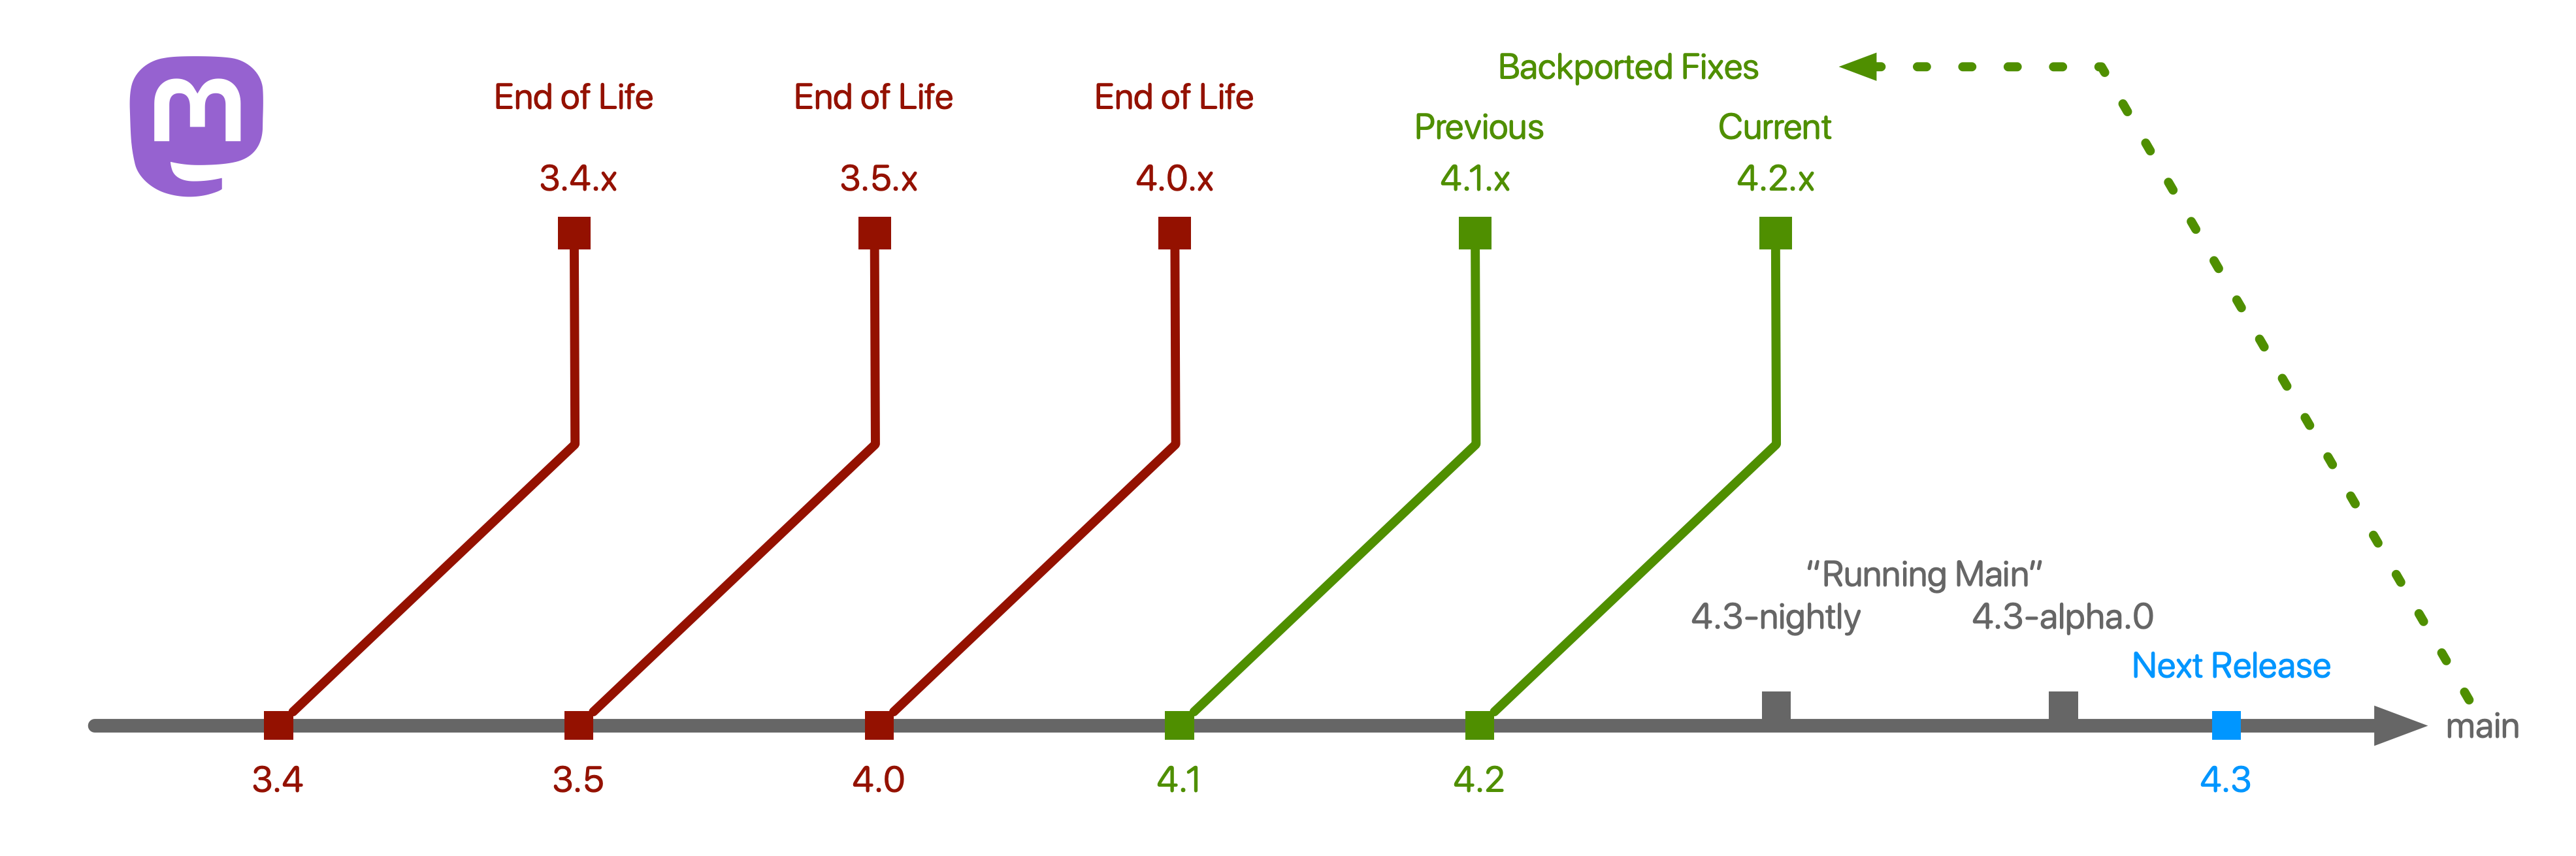 Backported Fixes
End of Life
End of Life
End of Life
Previous
Current
3.4.x
3.5.x
4.0.x
4.1.x
4.2.x
“Running Main”
4.3-nightly
4.3-alpha.0
Next Release
main
3.4
3.5
4.0
4.1
4.2
4.3